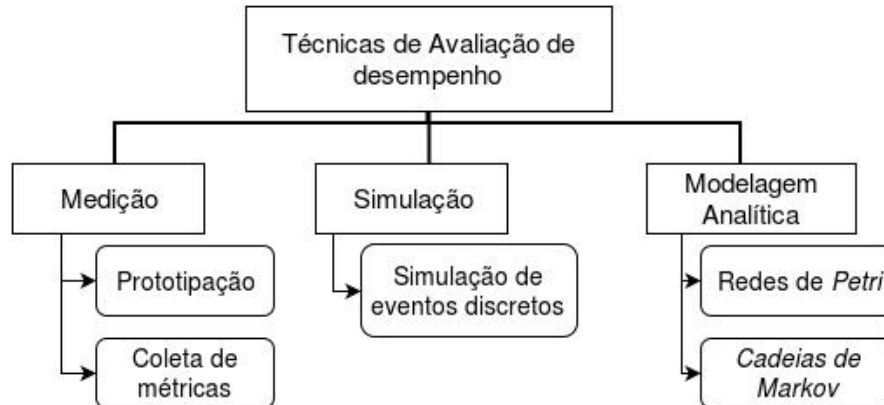 Técnicas de Avaliação de
desempenho
Medição
Simulação
Modelagem
Analítica
Prototipação
Simulação de
eventos discretos
Redes de Petri
Coleta de
métricas
Cadeias de
Markov